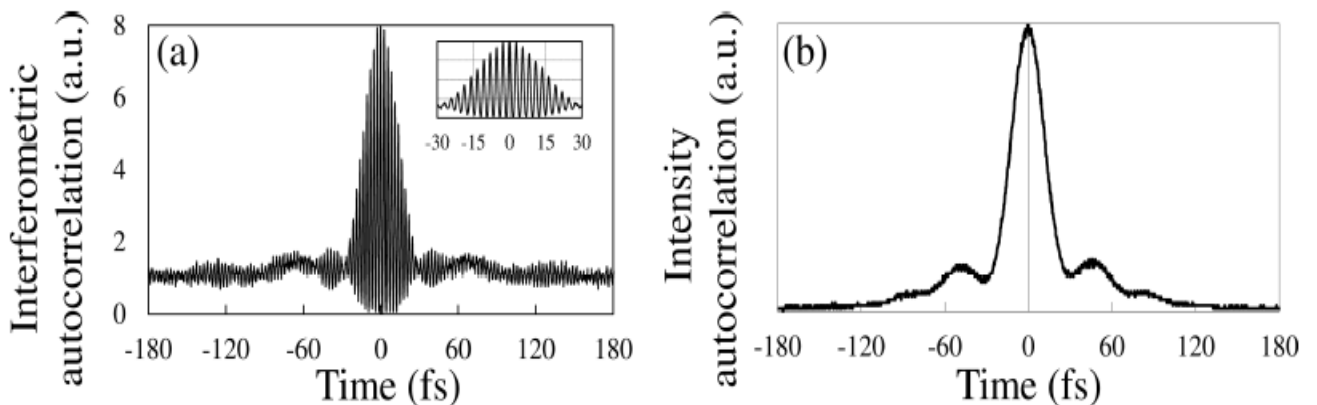 Interferometric
autocorrelation (a.u.)
(a)
8
6
4
2
0
-30 -15 0 15 30
-180 -120 -60 0 60 120 180
Time (fs)
Intensity
autocorrelation (a.u.)
(b)
-180 -120 -60 0 60 120 180
Time (fs)